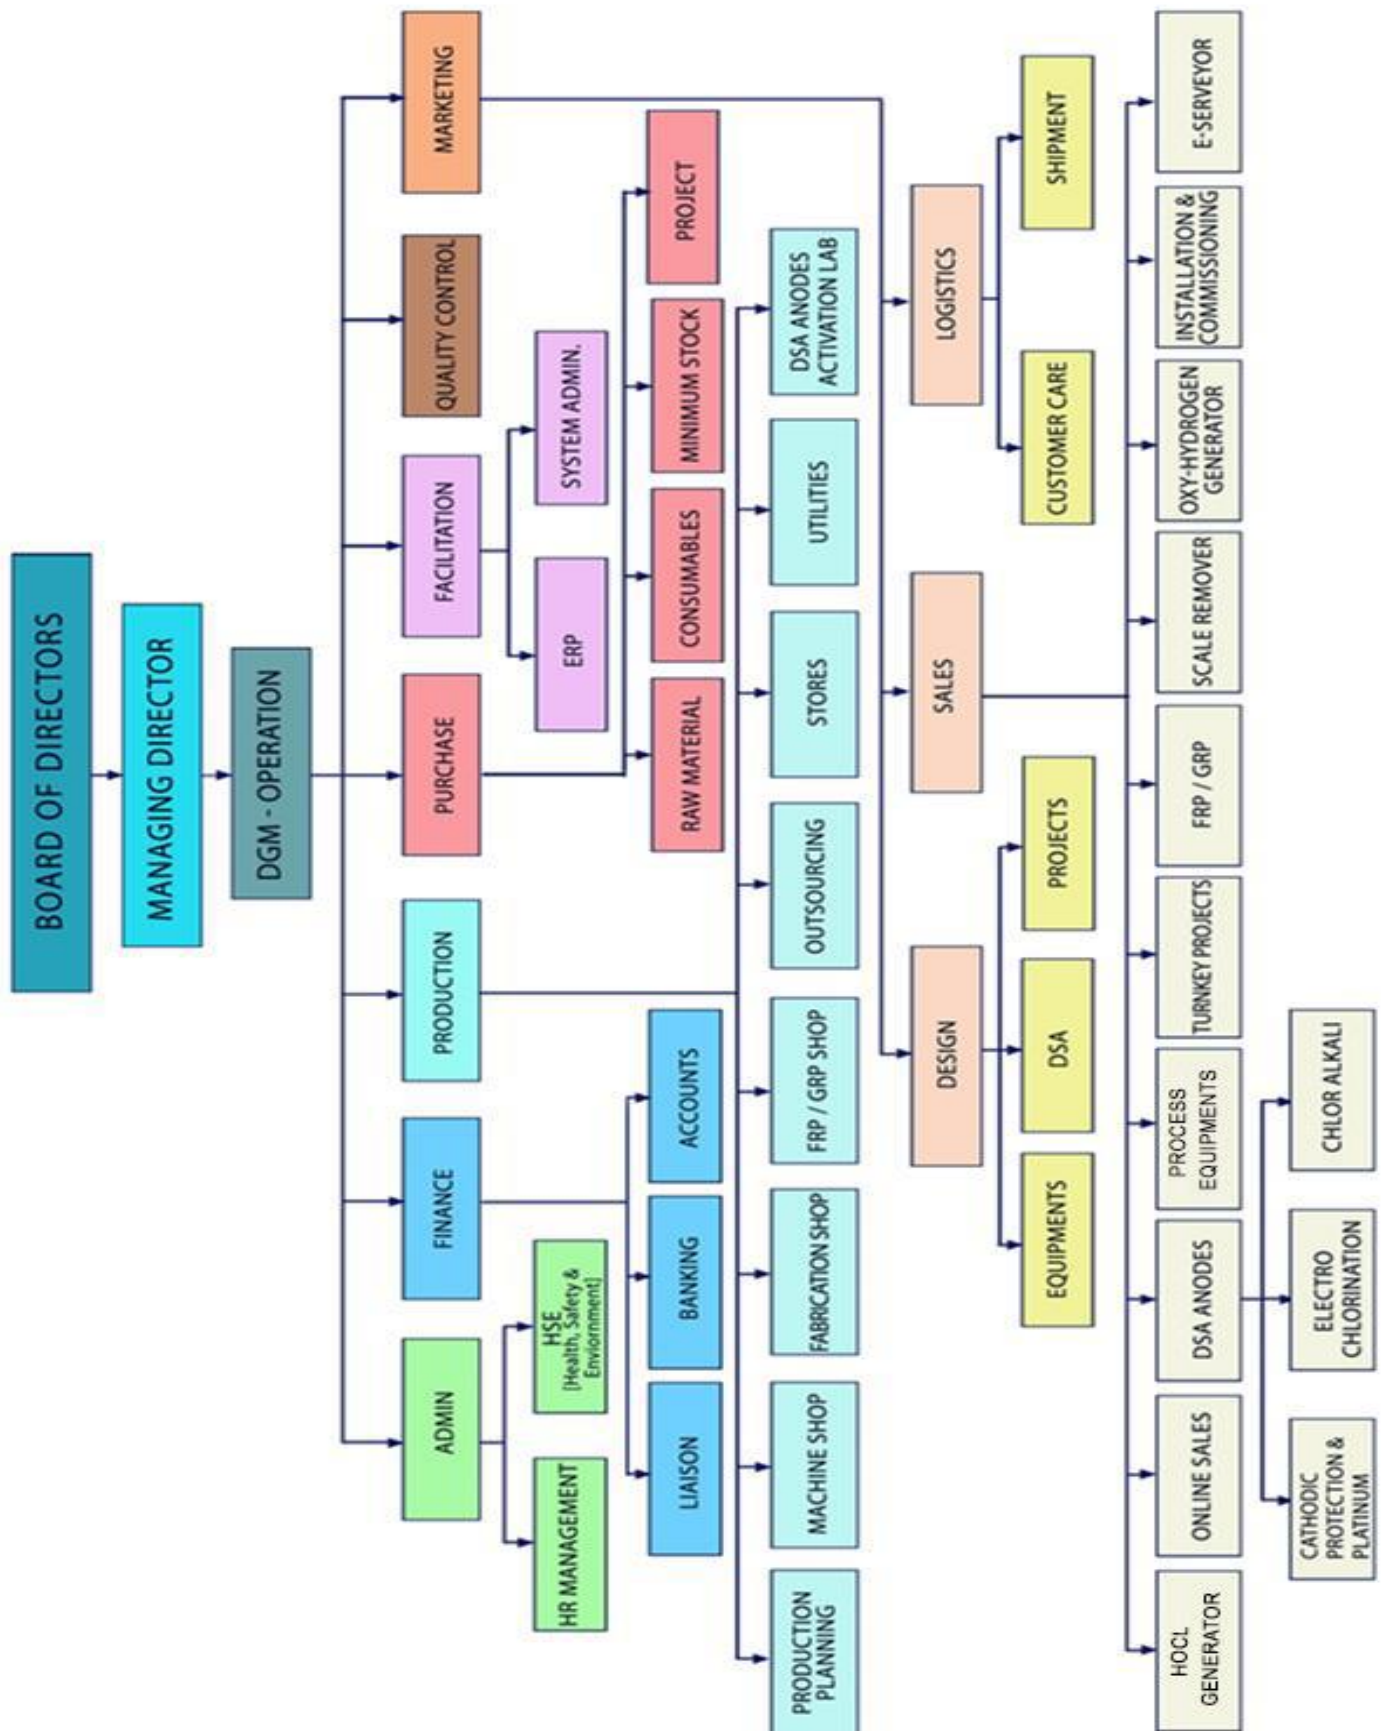 BOARD OF DIRECTORS
MANAGING DIRECTOR
DGM - OPERATION
ADMIN
FINANCE
PRODUCTION
PURCHASE
FACILITATION
QUALITY CONTROL
MARKETING
HR MANAGEMENT
HSE
[Health, Safety &
Enviornment]
ERP
SYSTEM ADMIN.
LIAISON
BANKING
ACCOUNTS
RAW MATERIAL
CONSUMABLES
MINIMUM STOCK
PROJECT
PRODUCTION
PLANNING
MACHINE SHOP
FABRICATION SHOP
FRP / GRP SHOP
OUTSOURCING
STORES
UTILITIES
DSA ANODES
ACTIVATION LAB
DESIGN
SALES
LOGISTICS
EQUIPMENTS
DSA
PROJECTS
CUSTOMER CARE
SHIPMENT
HOCL
GENERATOR
ONLINE SALES
DSA ANODES
PROCESS
EQUIPMENTS
TURNKEY PROJECTS
FRP / GRP
SCALE REMOVER
OXY-HYDROGEN
GENERATOR
INSTALLATION &
COMMISSIONING
E-SERVEYOR
CATHODIC
PROTECTION &
PLATINUM
ELECTRO
CHLORINATION
CHLOR ALKALI